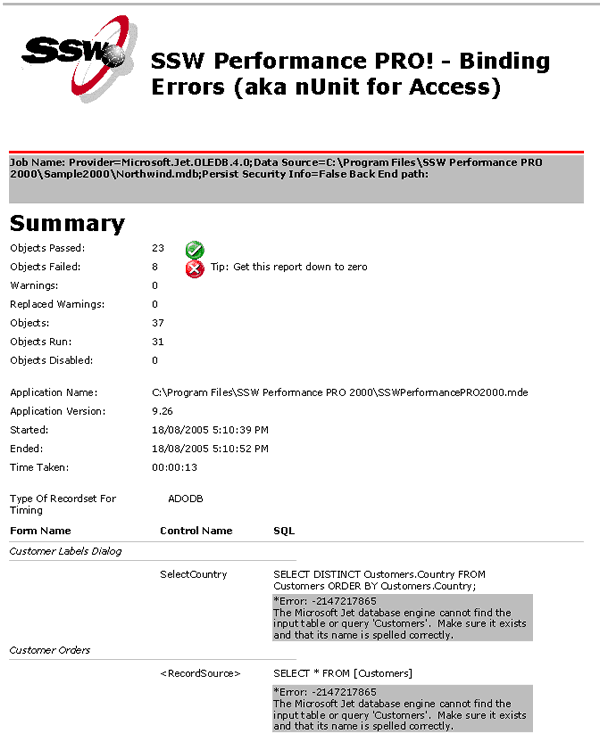 SSW
SSW Performance PRO! - Binding
Errors (aka nUnit for Access)
Job Name: Provider=Microsoft.Jet.OLEDB.4.0;Data Source=C:\Program Files\SSW Performance PRO
2000\Sample2000\Northwind.mdb;Persist Security Info=False Back End path:
Summary
Objects Passed: 23
Objects Failed: 8 Tip: Get this report down to zero
Warnings: 0
Replaced Warnings: 0
Objects: 37
Objects Run: 31
Objects Disabled: 0
Application Name: C:\Program Files\SSW Performance PRO 2000\SSWPerformancePRO2000.mde
Application Version: 9.26
Started: 18/08/2005 5:10:39 PM
Ended: 18/08/2005 5:10:52 PM
Time Taken: 00:00:13
Type Of Recordset For ADODB
Timing
Form Name Control Name SQL
Customer Labels Dialog
SelectCountry SELECT DISTINCT Customers.Country FROM
Customers ORDER BY Customers.Country;
*Error: -2147217865
The Microsoft Jet database engine cannot find the
input table or query 'Customers'. Make sure it exists
and that its name is spelled correctly.
Customer Orders
<RecordSource> SELECT * FROM [Customers]
*Error: -2147217865
The Microsoft Jet database engine cannot find the
input table or query 'Customers'. Make sure it exists
and that its name is spelled correctly.